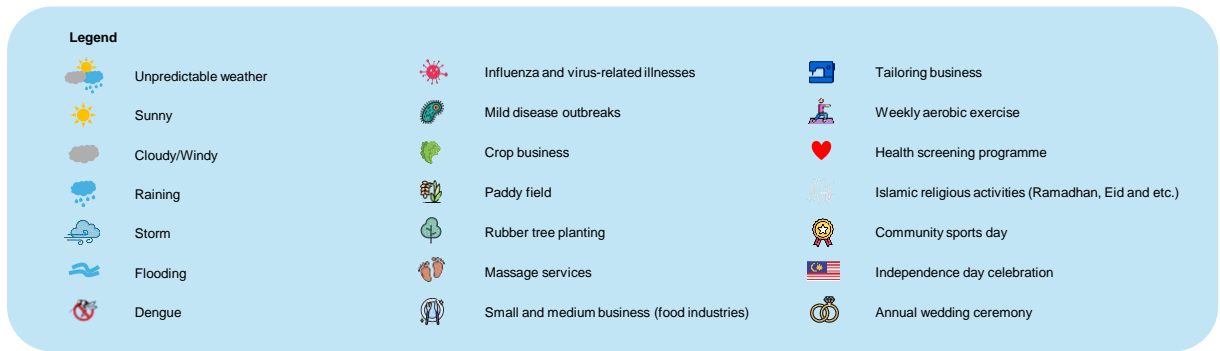 Legend
Unpredictable weather
Sunny
Cloudy/Windy
Raining
Storm
Flooding
Dengue
Influenza and virus-related illnesses
Mild disease outbreaks
Crop business
Paddy field
Rubber tree planting
Massage services
Small and medium business (food industries)
Tailoring business
Weekly aerobic exercise
Health screening programme
Islamic religious activities (Ramadhan, Eid and etc.)
Community sports day
Independence day celebration
Annual wedding ceremony